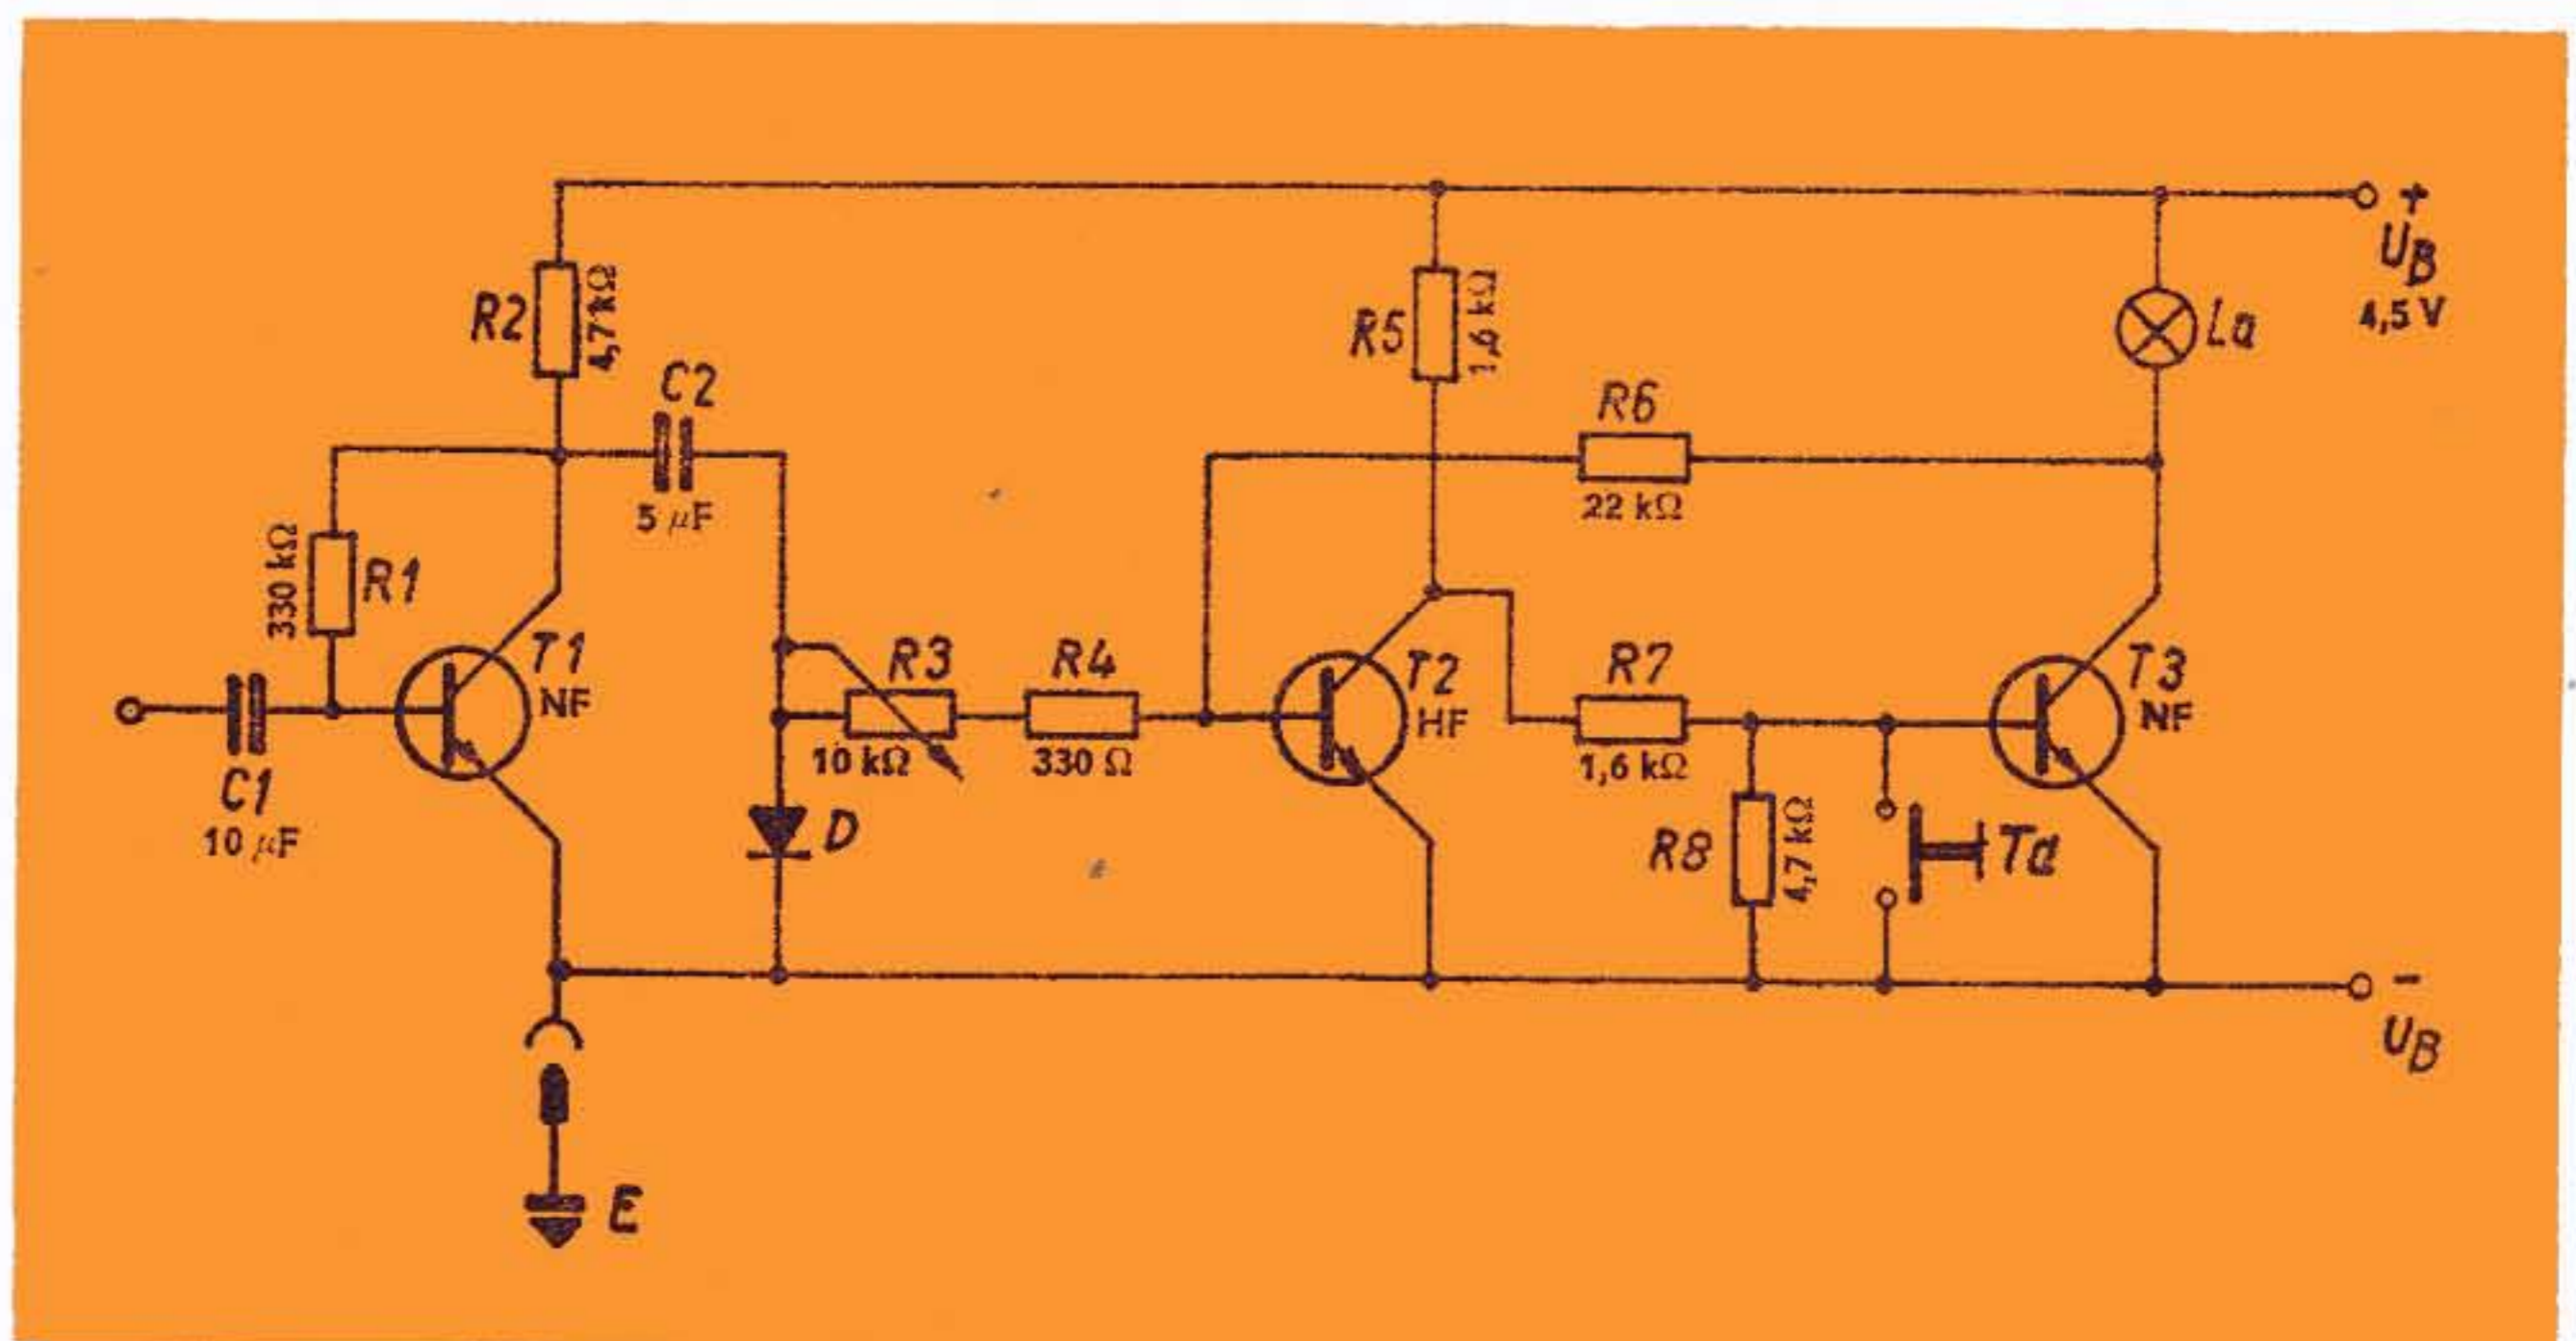 +
UB
4,5 V
R2
4,7 kΩ
R5
1,6 kΩ
La
C2
5 µF
R6
22 kΩ
330 kΩ
R1
T1
NF
R3
10 kΩ
R4
330 Ω
T2
HF
R7
1,6 kΩ
T3
NF
C1
10 µF
D
R8
4,7 kΩ
Ta
-
UB
E